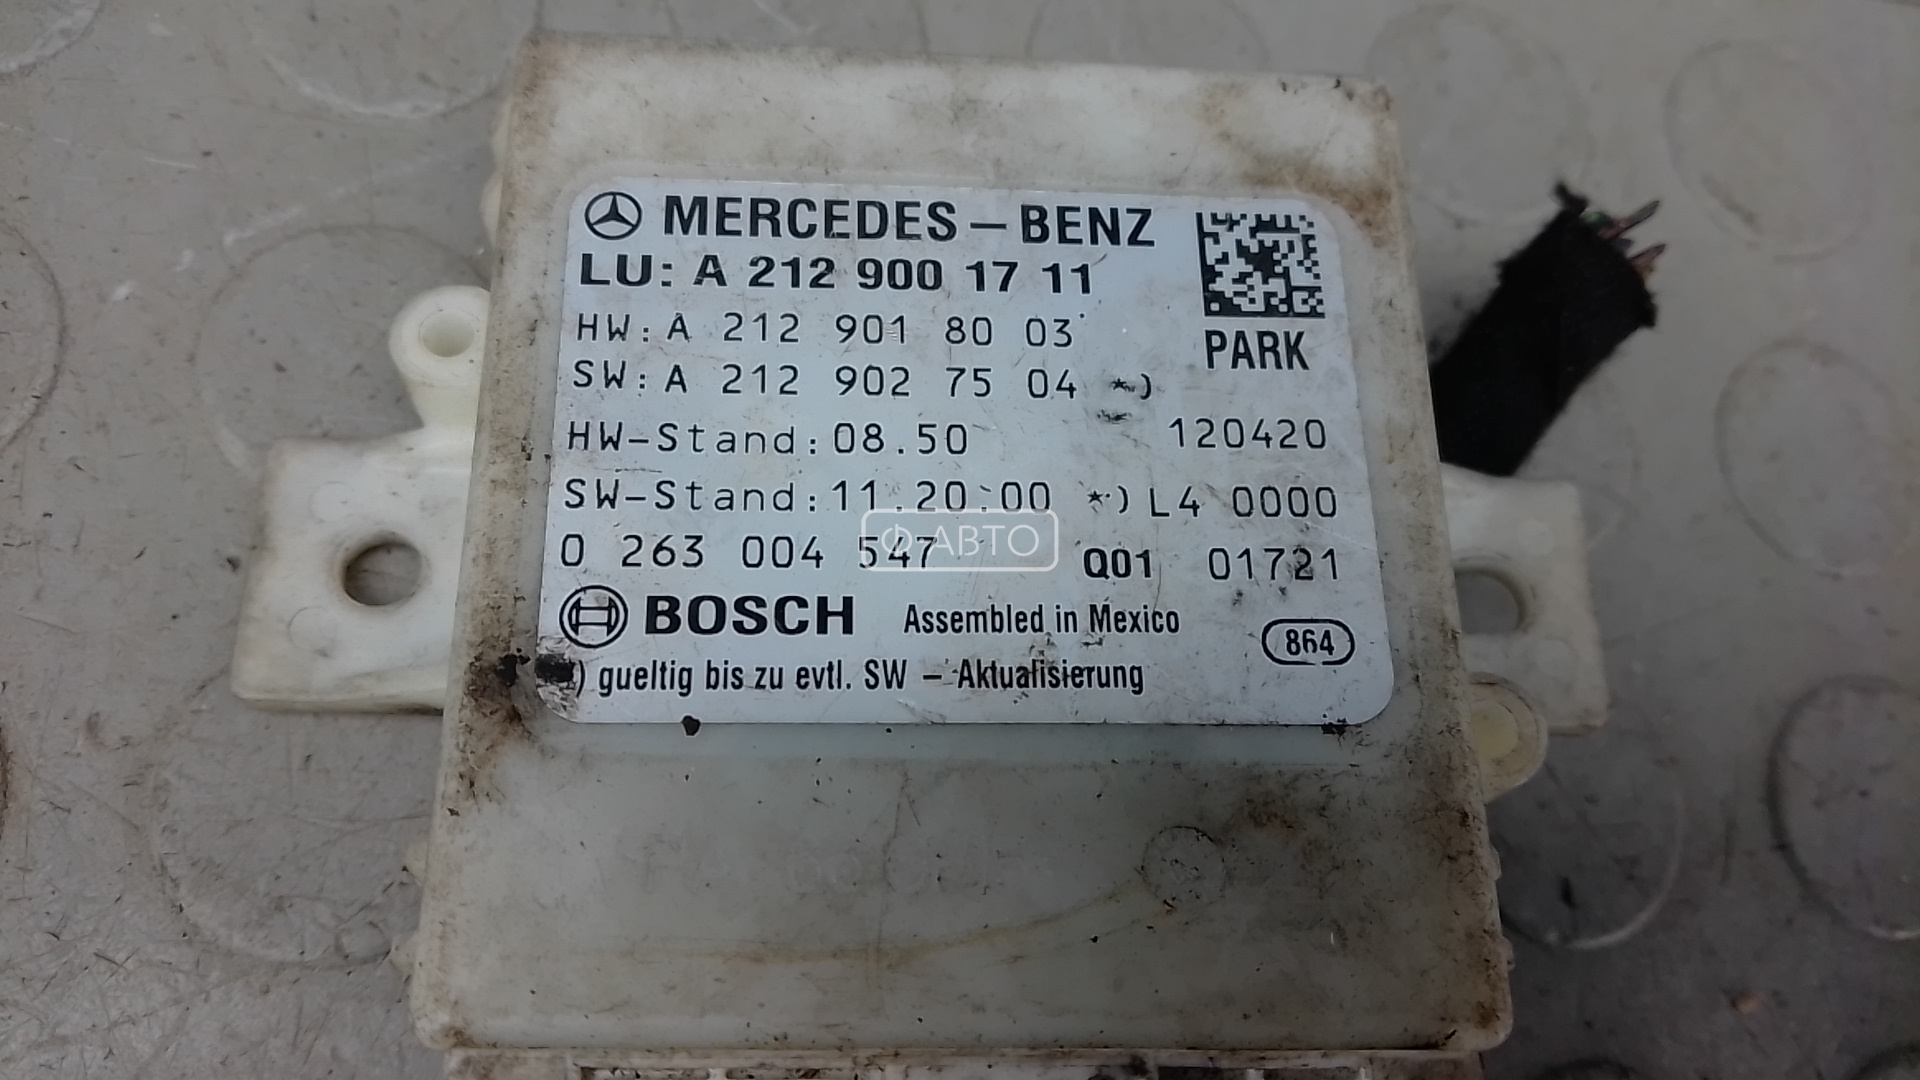 MERCEDES-BENZ
LU: A 212 900 17 11
HW: A 212 901 80 03
PARK
SW: A 212 902 75 04 *)
HW-Stand: 08.50 120420
SW-Stand: 11.20.00 *) L4 0000
0 263 004 547 Q01 01721
ABTO
BOSCH Assembled in Mexico 864
) gueltig bis zu evtl. SW - Aktualisierung